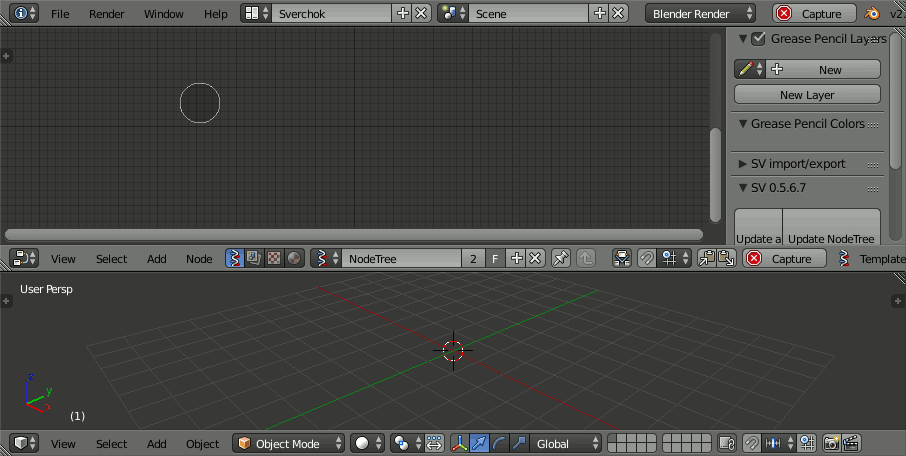 File Render Window Help Sverchok Scene Blender Render Capture v2.
Grease Pencil Layers
New
New Layer
Grease Pencil Colors
SV import/export
SV 0.5.6.7
Update a Update NodeTree
View Select Add Node NodeTree 2 F Capture Template
User Persp
z
y
x
(1)
View Select Add Object Object Mode Global